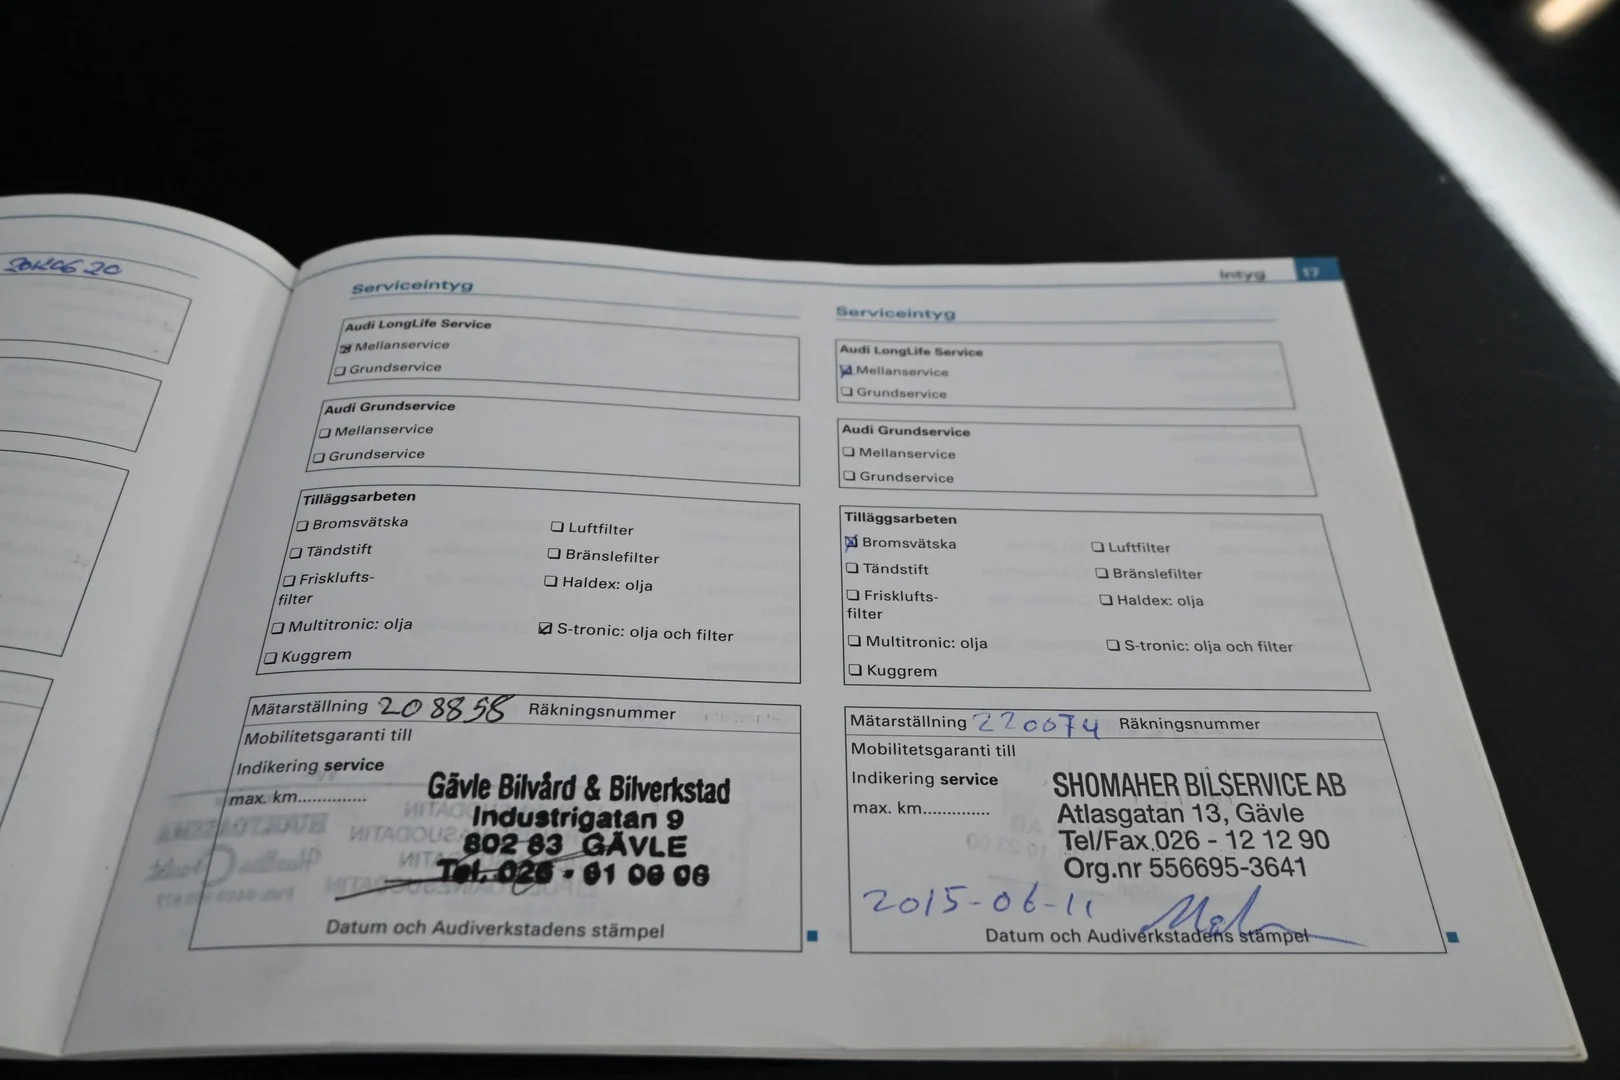 Intyg 17
Serviceintyg
Audi LongLife Service
☒ Mellanservice
☐ Grundservice
Audi Grundservice
☐ Mellanservice
☐ Grundservice
Tilläggsarbeten
☐ Bromsvätska ☐ Luftfilter
☐ Tändstift ☐ Bränslefilter
☐ Frisklufts- ☐ Haldex: olja
filter
☐ Multitronic: olja ☑ S-tronic: olja och filter
☐ Kuggrem
Mätarställning 208858 Räkningsnummer
Mobilitetsgaranti till
Indikering service
max. km..............
Gävle Bilvård & Bilverkstad
Industrigatan 9
802 83 GÄVLE
Tel. 026 - 61 06 06
Datum och Audiverkstadens stämpel
Serviceintyg
Audi LongLife Service
☒ Mellanservice
☐ Grundservice
Audi Grundservice
☐ Mellanservice
☐ Grundservice
Tilläggsarbeten
☒ Bromsvätska ☐ Luftfilter
☐ Tändstift ☐ Bränslefilter
☐ Frisklufts- ☐ Haldex: olja
filter
☐ Multitronic: olja ☐ S-tronic: olja och filter
☐ Kuggrem
Mätarställning 220074 Räkningsnummer
Mobilitetsgaranti till
Indikering service
max. km..............
SHOMAHER BILSERVICE AB
Atlasgatan 13, Gävle
Tel/Fax.026 - 12 12 90
Org.nr 556695-3641
2015-06-11
Datum och Audiverkstadens stämpel